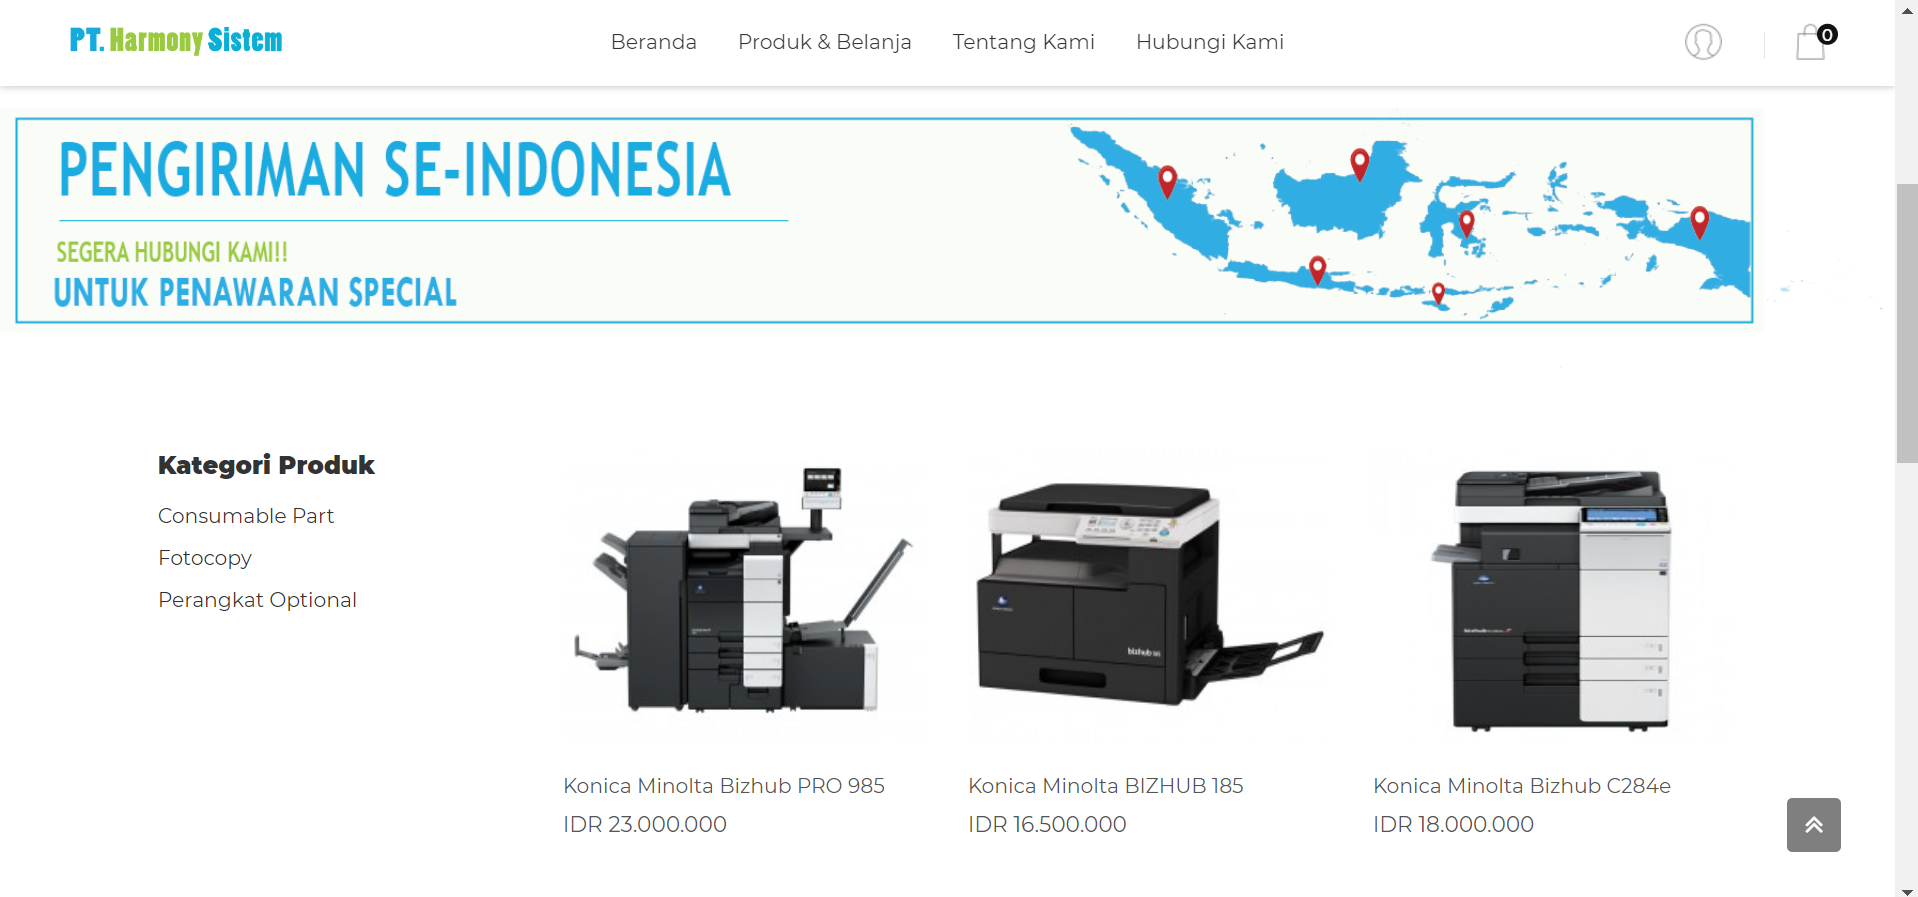 PT. Harmony Sistem
Beranda
Produk & Belanja
Tentang Kami
Hubungi Kami
0
PENGIRIMAN SE-INDONESIA
SEGERA HUBUNGI KAMI!!
UNTUK PENAWARAN SPECIAL
Kategori Produk
Consumable Part
Fotocopy
Perangkat Optional
bizhub
Konica Minolta Bizhub PRO 985
IDR 23.000.000
Konica Minolta BIZHUB 185
IDR 16.500.000
Konica Minolta Bizhub C284e
IDR 18.000.000